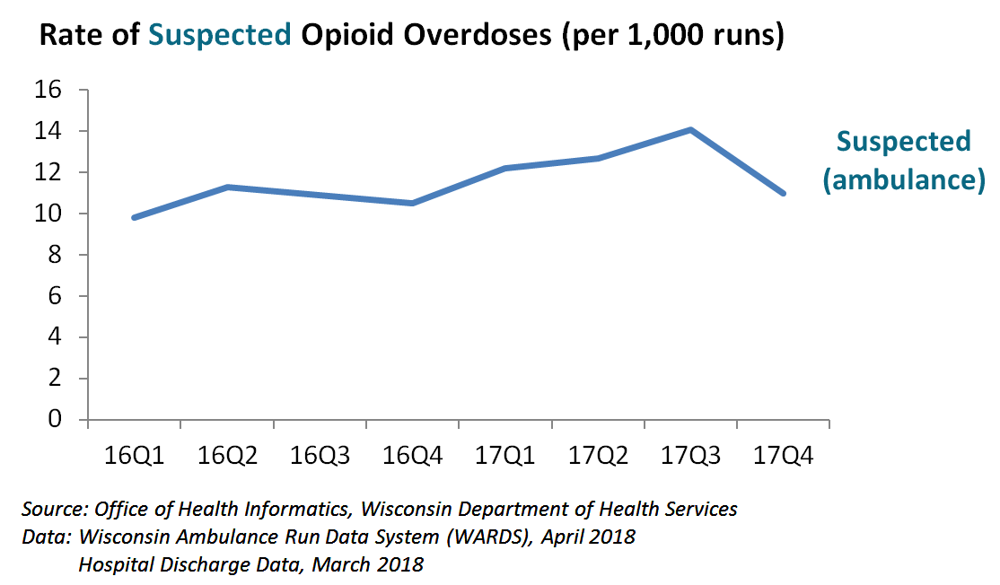 Rate of Suspected Opioid Overdoses (per 1,000 runs)
16
14
12
10
8
6
4
2
0
Suspected
(ambulance)
16Q1 16Q2 16Q3 16Q4 17Q1 17Q2 17Q3 17Q4
Source: Office of Health Informatics, Wisconsin Department of Health Services
Data: Wisconsin Ambulance Run Data System (WARDS), April 2018
Hospital Discharge Data, March 2018